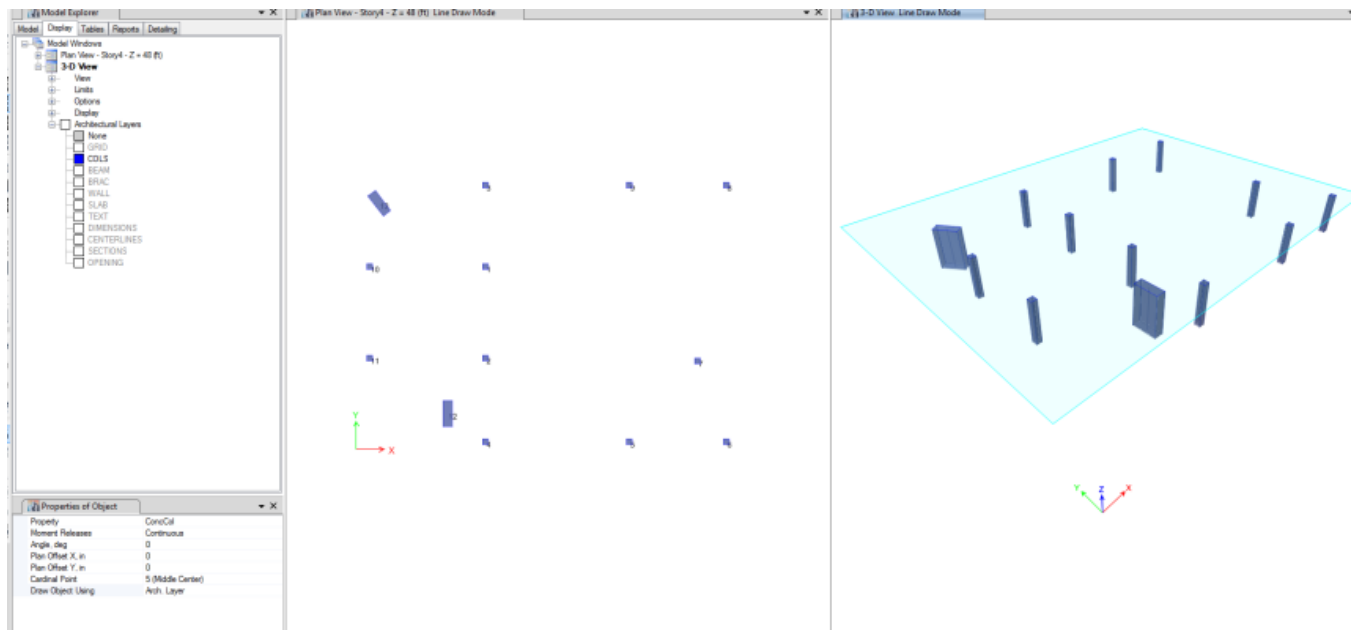 Model Explorer
Model Display Tables Reports Detailing
Model Windows
Plan View - Story4 - Z = 48 (ft)
3-D View
View
Limits
Options
Display
Architectural Layers
None
GRID
COLS
BEAM
BRAC
WALL
SLAB
TEXT
DIMENSIONS
CENTERLINES
SECTIONS
OPENING
Properties of Object
Property ConcCol
Moment Releases Continuous
Angle, deg 0
Plan Offset X, in 0
Plan Offset Y, in 0
Cardinal Point 5 (Middle Center)
Draw Object Using Arch. Layer
Plan View - Story4 - Z = 48 (ft) Line Draw Mode
10
11
Y
X
3-D View Line Draw Mode
Y Z X